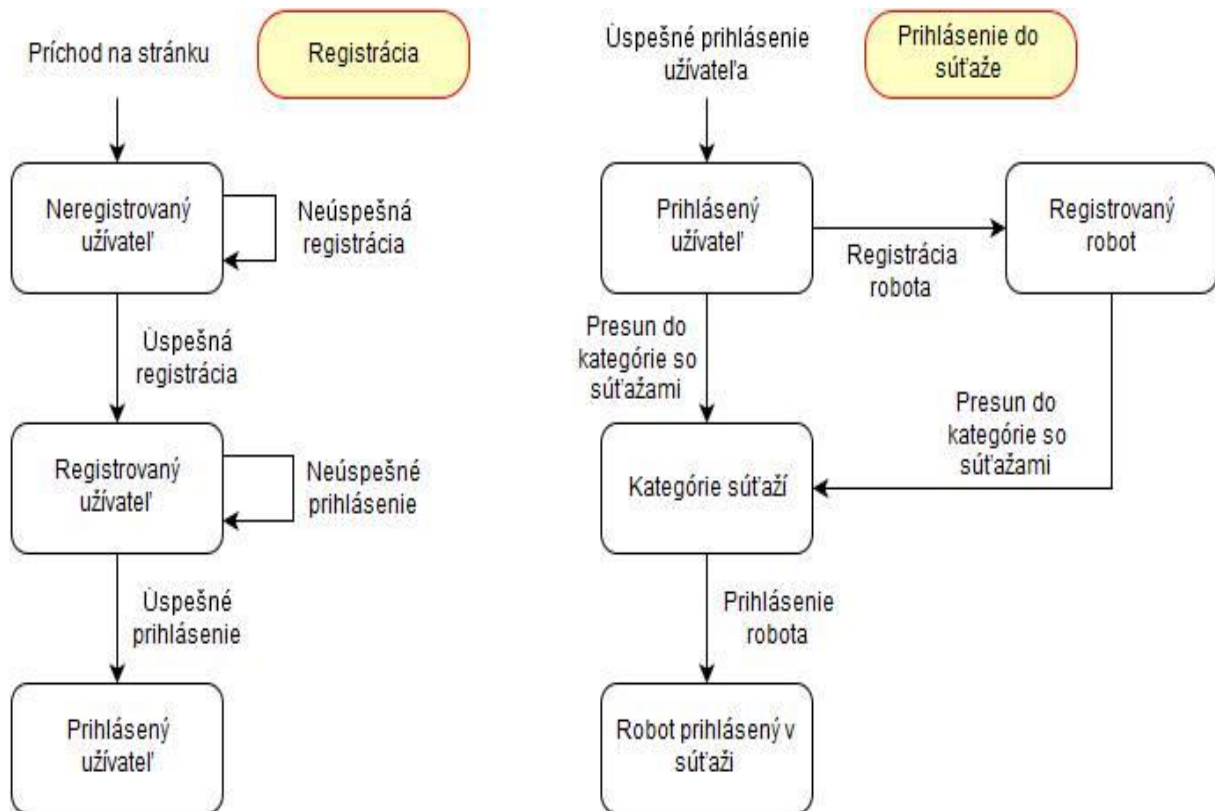 Príchod na stránku
Registrácia
Neregistrovaný
užívateľ
Neúspešná
registrácia
Úspešná
registrácia
Registrovaný
užívateľ
Neúspešné
prihlásenie
Úspešné
prihlásenie
Prihlásený
užívateľ
Úspešné prihlásenie
užívateľa
Prihlásenie do
súťaže
Prihlásený
užívateľ
Registrácia
robota
Registrovaný
robot
Presun do
kategórie so
súťažami
Presun do
kategórie so
súťažami
Kategórie súťaží
Prihlásenie
robota
Robot prihlásený v
súťaži